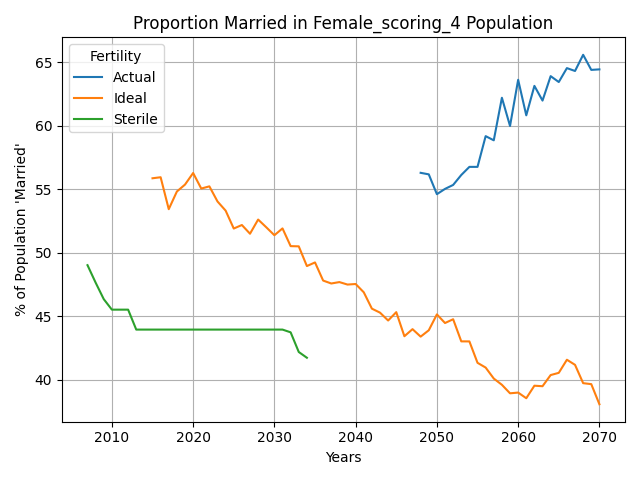 Proportion Married in Female_scoring_4 Population
% of Population 'Married'
Fertility
Actual
Ideal
Sterile
65
60
55
50
45
40
2010 2020 2030 2040 2050 2060 2070
Years